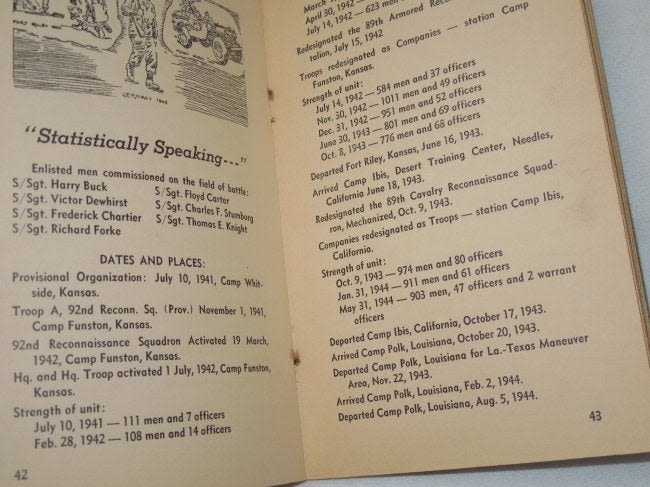 GERMANY 1945
"Statistically Speaking..."
Enlisted men commissioned on the field of battle:
S/Sgt. Harry Buck
S/Sgt. Floyd Carter
S/Sgt. Victor Dewhirst
S/Sgt. Charles F. Stumborg
S/Sgt. Frederick Chartier
S/Sgt. Thomas E. Knight
S/Sgt. Richard Forke
DATES AND PLACES:
Provisional Organization: July 10, 1941, Camp Whit-
side, Kansas.
Troop A, 92nd Reconn. Sq. (Prov.) November 1, 1941,
Camp Funston, Kansas.
92nd Reconnaissance Squadron Activated 19 March,
1942, Camp Funston, Kansas.
Hq. and Hq. Troop activated 1 July, 1942, Camp Funston,
Kansas.
Strength of unit:
July 10, 1941 — 111 men and 7 officers
Feb. 28, 1942 — 108 men and 14 officers
42
March
April 30, 1942 —
July 14, 1942 — 623 men
Redesignated the 89th Armored Recon
talion, July 15, 1942
Troops redesignated as Companies — station Camp
Funston, Kansas.
Strength of unit:
July 14, 1942 — 584 men and 37 officers
Nov. 30, 1942 — 1011 men and 49 officers
Dec. 31, 1942 — 951 men and 52 officers
June 30, 1943 — 801 men and 69 officers
Oct. 8, 1943 — 776 men and 68 officers
Departed Fort Riley, Kansas, June 16, 1943.
Arrived Camp Ibis, Desert Training Center, Needles,
California June 18, 1943.
Redesignated the 89th Cavalry Reconnaissance Squad-
ron, Mechanized, Oct. 9, 1943.
Companies redesignated as Troops — station Camp Ibis,
California.
Strength of unit:
Oct. 9, 1943 — 974 men and 80 officers
Jan. 31, 1944 — 911 men and 61 officers
May 31, 1944 — 903 men, 47 officers and 2 warrant
officers
Departed Camp Ibis, California, October 17, 1943.
Arrived Camp Polk, Louisiana, October 20, 1943.
Departed Camp Polk, Louisiana for La.-Texas Maneuver
Area, Nov. 22, 1943.
Arrived Camp Polk, Louisiana, Feb. 2, 1944.
Departed Camp Polk, Louisiana, Aug. 5, 1944.
43